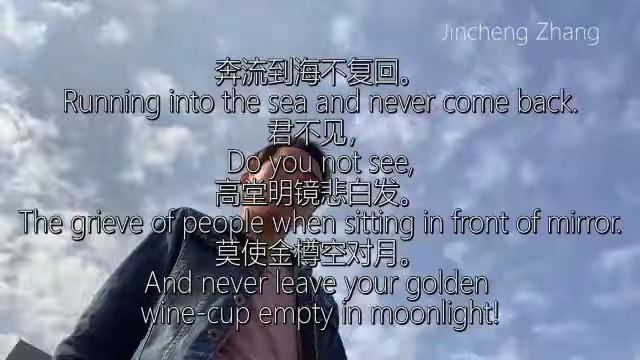 Jincheng Zhang
奔流到海不复回。
Running into the sea and never come back.
君不见，
Do you not see,
高堂明镜悲白发。
The grieve of people when sitting in front of mirror.
莫使金樽空对月。
And never leave your golden
wine-cup empty in moonlight!